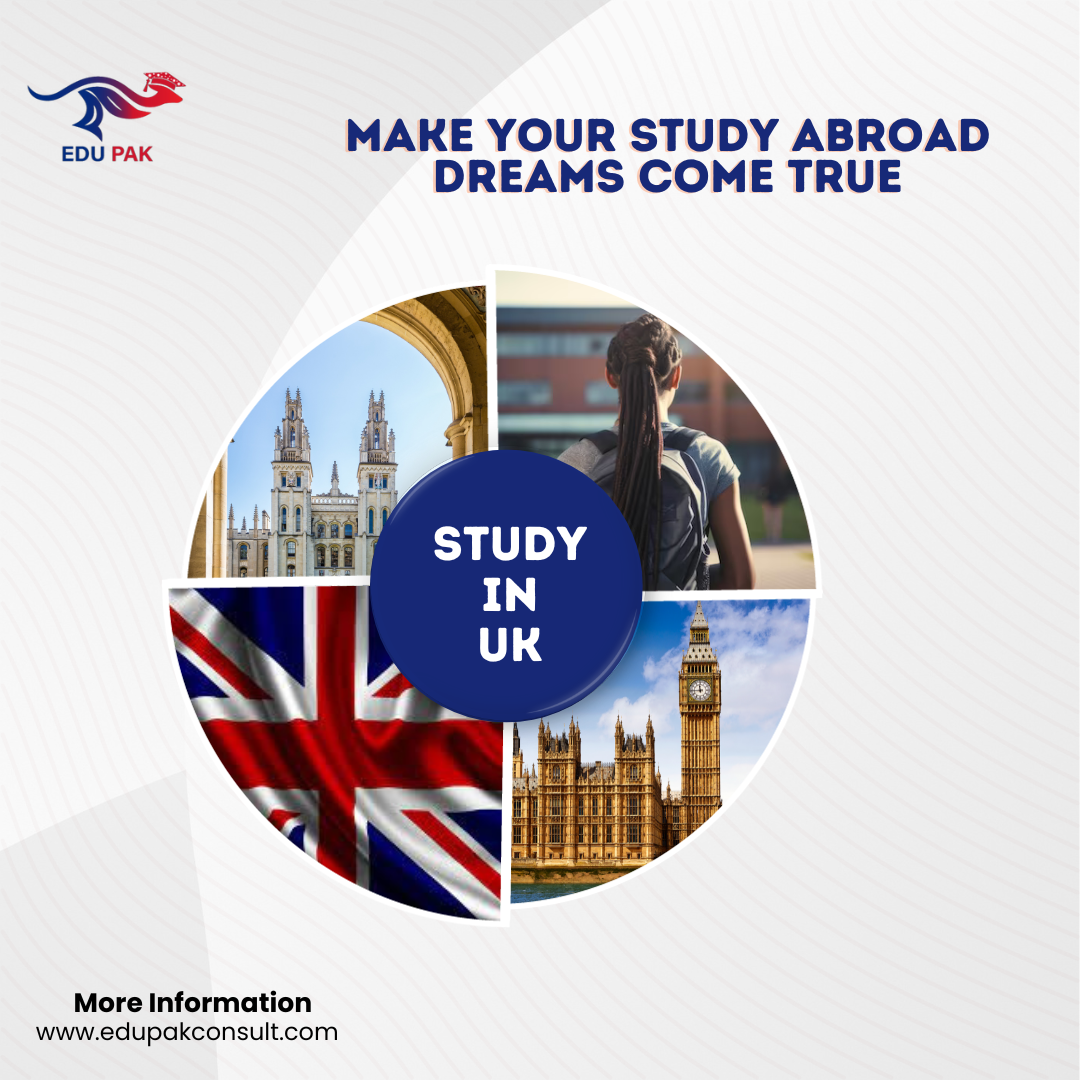 EDU PAK
MAKE YOUR STUDY ABROAD
DREAMS COME TRUE
STUDY
IN
UK
More Information
www.edupakconsult.com